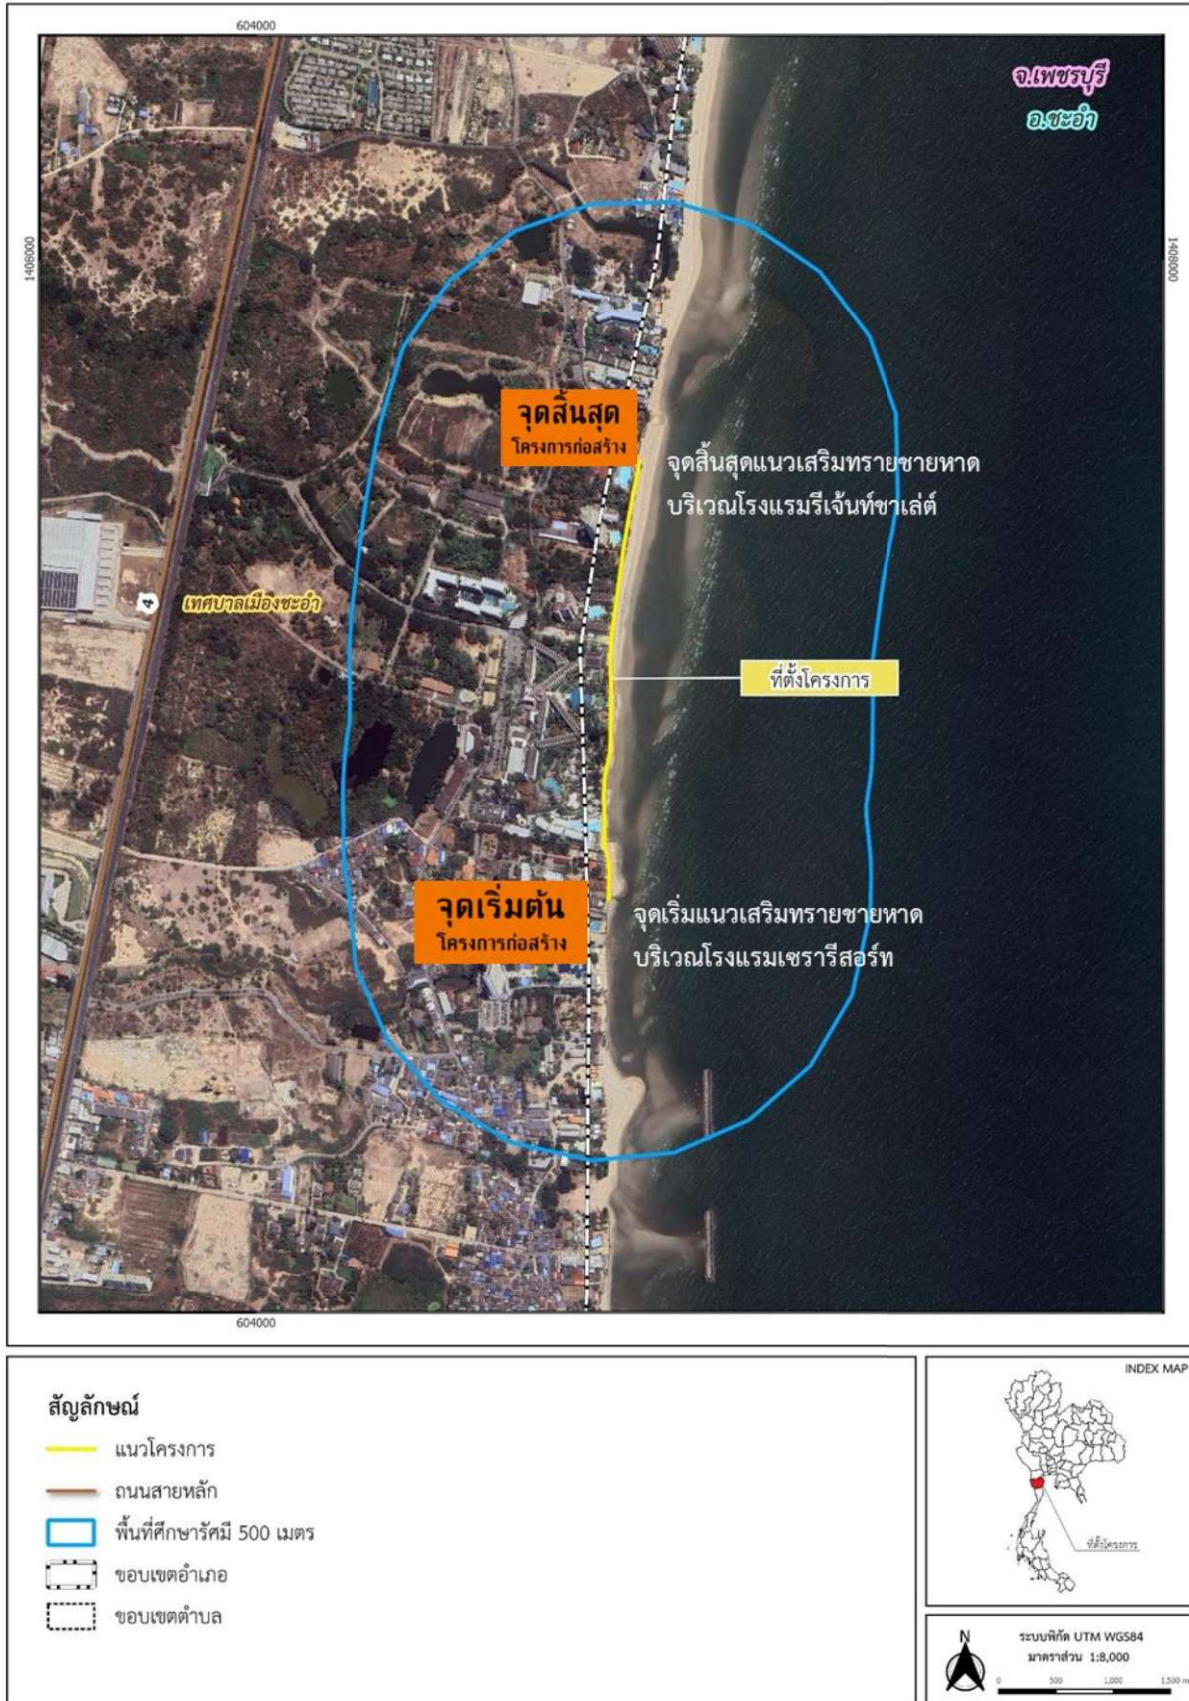 604000
จ.เพชรบุรี
อ.ชะอำ
1408000
1408000
จุดสิ้นสุด
โครงการก่อสร้าง
จุดสิ้นสุดแนวเสริมทรายชายหาด
บริเวณโรงแรมรีเจ้นท์ชาเล่ต์
4
เทศบาลเมืองชะอำ
ที่ตั้งโครงการ
จุดเริ่มต้น
โครงการก่อสร้าง
จุดเริ่มแนวเสริมทรายชายหาด
บริเวณโรงแรมเซรารีสอร์ท
604000
สัญลักษณ์
แนวโครงการ
ถนนสายหลัก
พื้นที่ศึกษารัศมี 500 เมตร
ขอบเขตอำเภอ
ขอบเขตตำบล
INDEX MAP
ที่ตั้งโครงการ
N
ระบบพิกัด UTM WGS84
มาตราส่วน 1:8,000
0 500 1,000 1,500 m